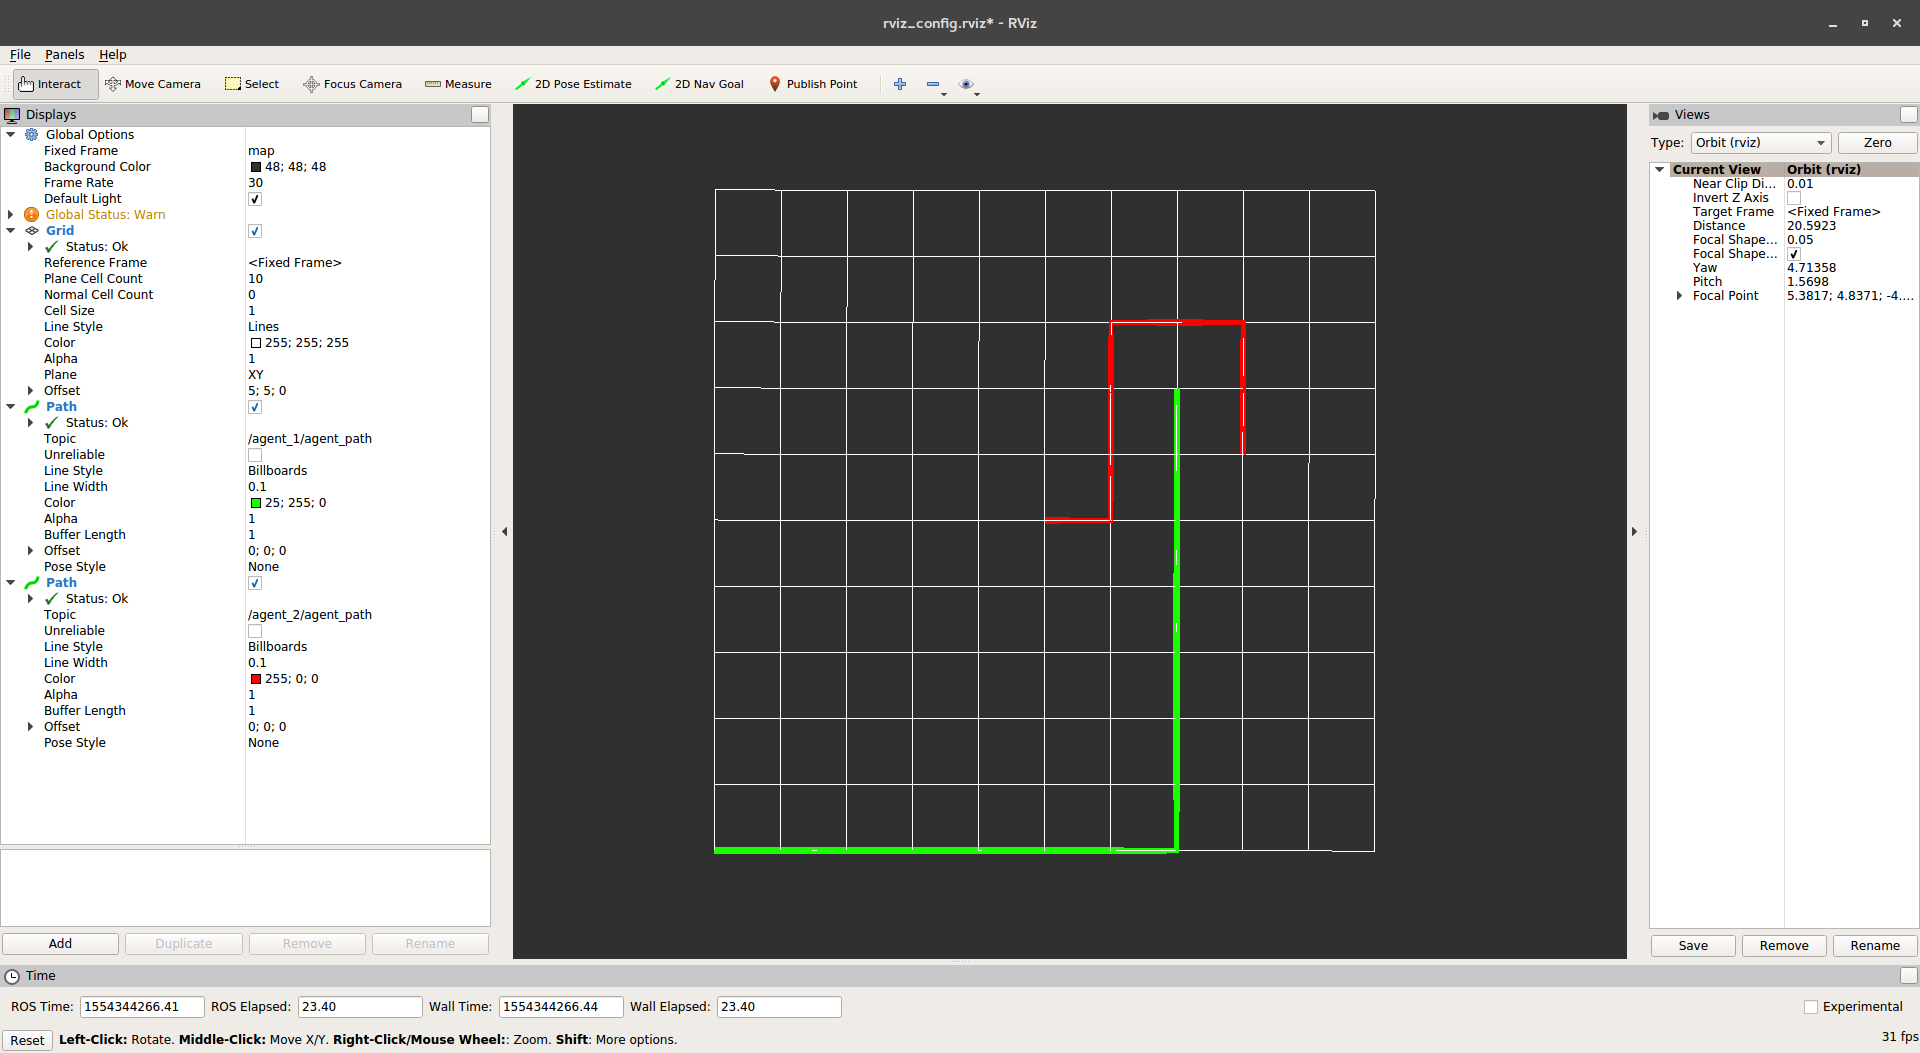 rviz_config.rviz* - RViz
File Panels Help
Interact Move Camera Select Focus Camera Measure 2D Pose Estimate 2D Nav Goal Publish Point
Displays
Global Options
Fixed Frame map
Background Color 48; 48; 48
Frame Rate 30
Default Light
Global Status: Warn
Grid
Status: Ok
Reference Frame <Fixed Frame>
Plane Cell Count 10
Normal Cell Count 0
Cell Size 1
Line Style Lines
Color 255; 255; 255
Alpha 1
Plane XY
Offset 5; 5; 0
Path
Status: Ok
Topic /agent_1/agent_path
Unreliable
Line Style Billboards
Line Width 0.1
Color 25; 255; 0
Alpha 1
Buffer Length 1
Offset 0; 0; 0
Pose Style None
Path
Status: Ok
Topic /agent_2/agent_path
Unreliable
Line Style Billboards
Line Width 0.1
Color 255; 0; 0
Alpha 1
Buffer Length 1
Offset 0; 0; 0
Pose Style None
Add Duplicate Remove Rename
Views
Type: Orbit (rviz) Zero
Current View Orbit (rviz)
Near Clip Di... 0.01
Invert Z Axis
Target Frame <Fixed Frame>
Distance 20.5923
Focal Shape... 0.05
Focal Shape...
Yaw 4.71358
Pitch 1.5698
Focal Point 5.3817; 4.8371; -4....
Save Remove Rename
Time
ROS Time: 1554344266.41 ROS Elapsed: 23.40 Wall Time: 1554344266.44 Wall Elapsed: 23.40 Experimental
Reset Left-Click: Rotate. Middle-Click: Move X/Y. Right-Click/Mouse Wheel:: Zoom. Shift: More options. 31 fps